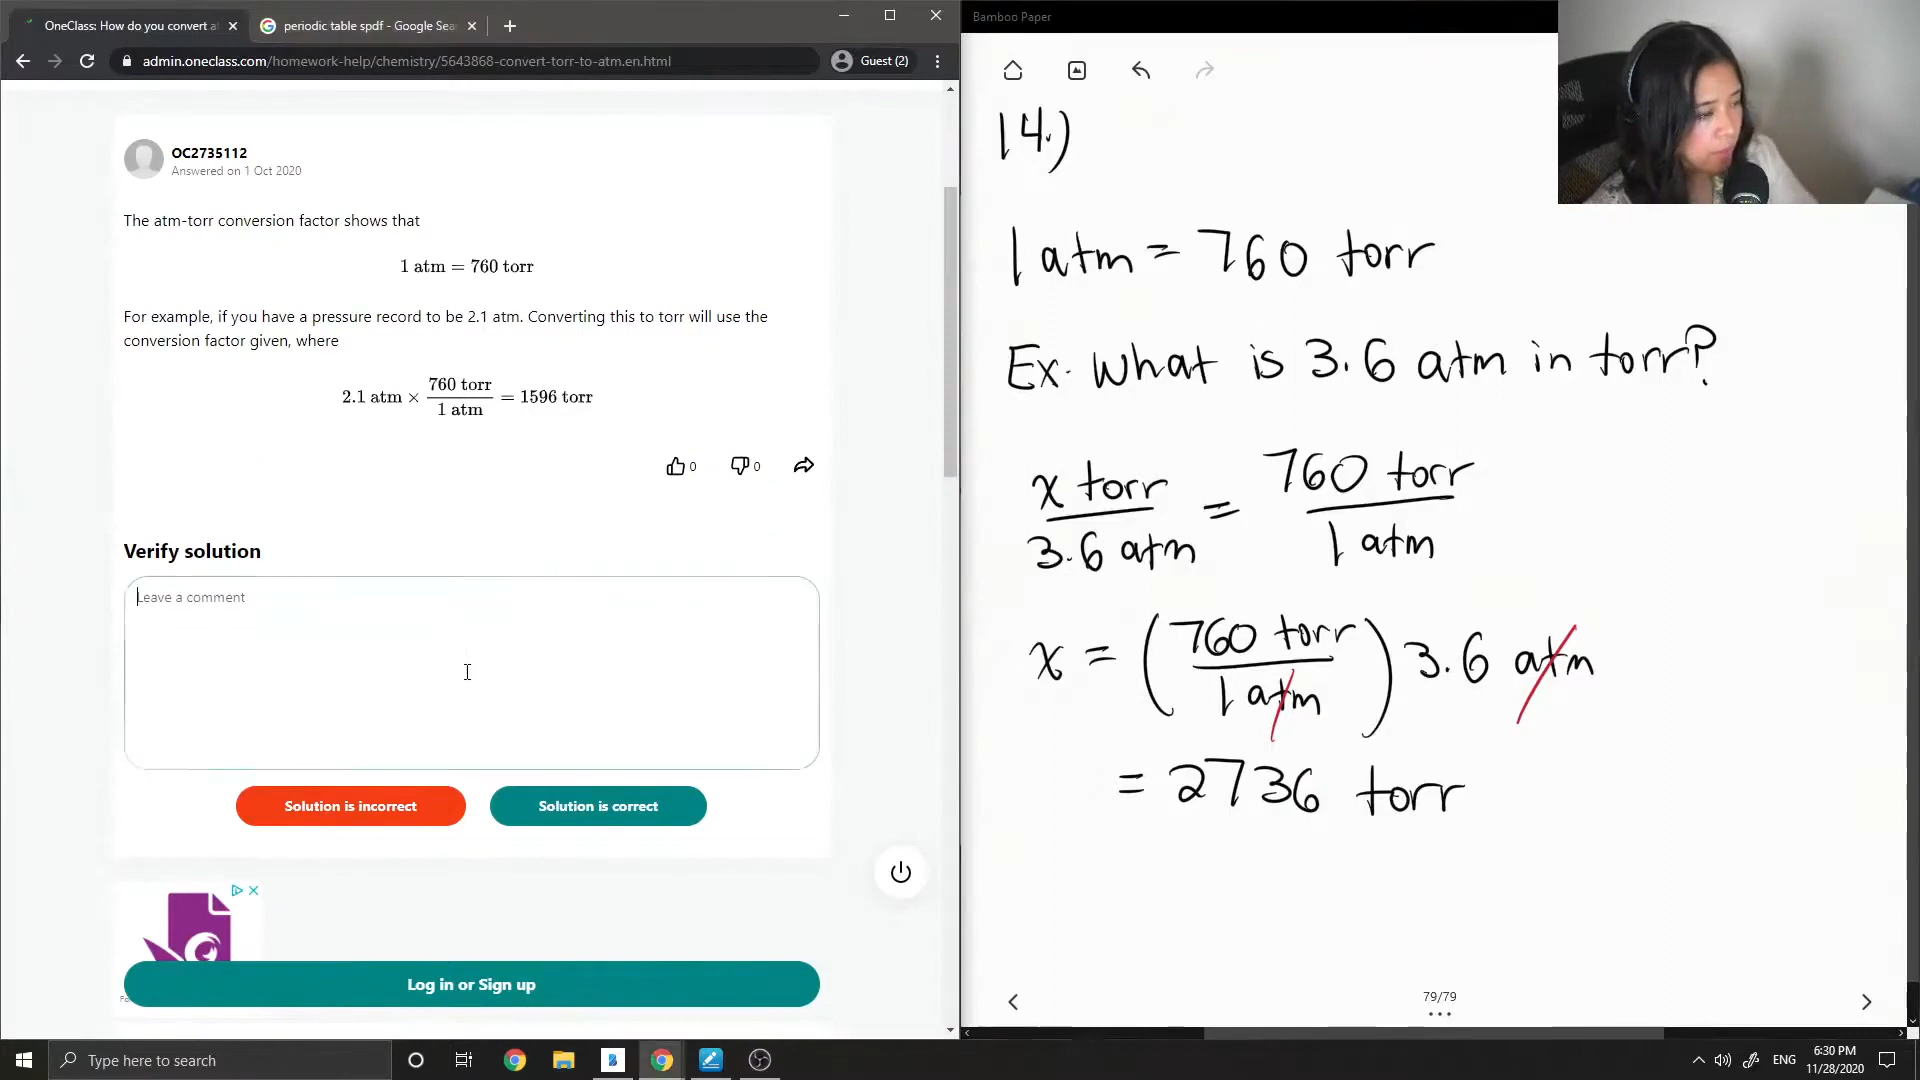 OneClass: How do you convert a
periodic table spdf - Google Sea
admin.oneclass.com/homework-help/chemistry/5643868-convert-torr-to-atm.en.html
Guest (2)
OC2735112
Answered on 1 Oct 2020
The atm-torr conversion factor shows that
1 atm = 760 torr
For example, if you have a pressure record to be 2.1 atm. Converting this to torr will use the
conversion factor given, where
2.1 atm × 760 torr / 1 atm = 1596 torr
0
0
Verify solution
Leave a comment
Solution is incorrect
Solution is correct
Log in or Sign up
Bamboo Paper
14.)
1 atm = 760 torr
Ex. What is 3.6 atm in torr?
x torr / 3.6 atm = 760 torr / 1 atm
x = (760 torr / 1 atm) 3.6 atm
= 2736 torr
79/79
Type here to search
ENG
6:30 PM
11/28/2020